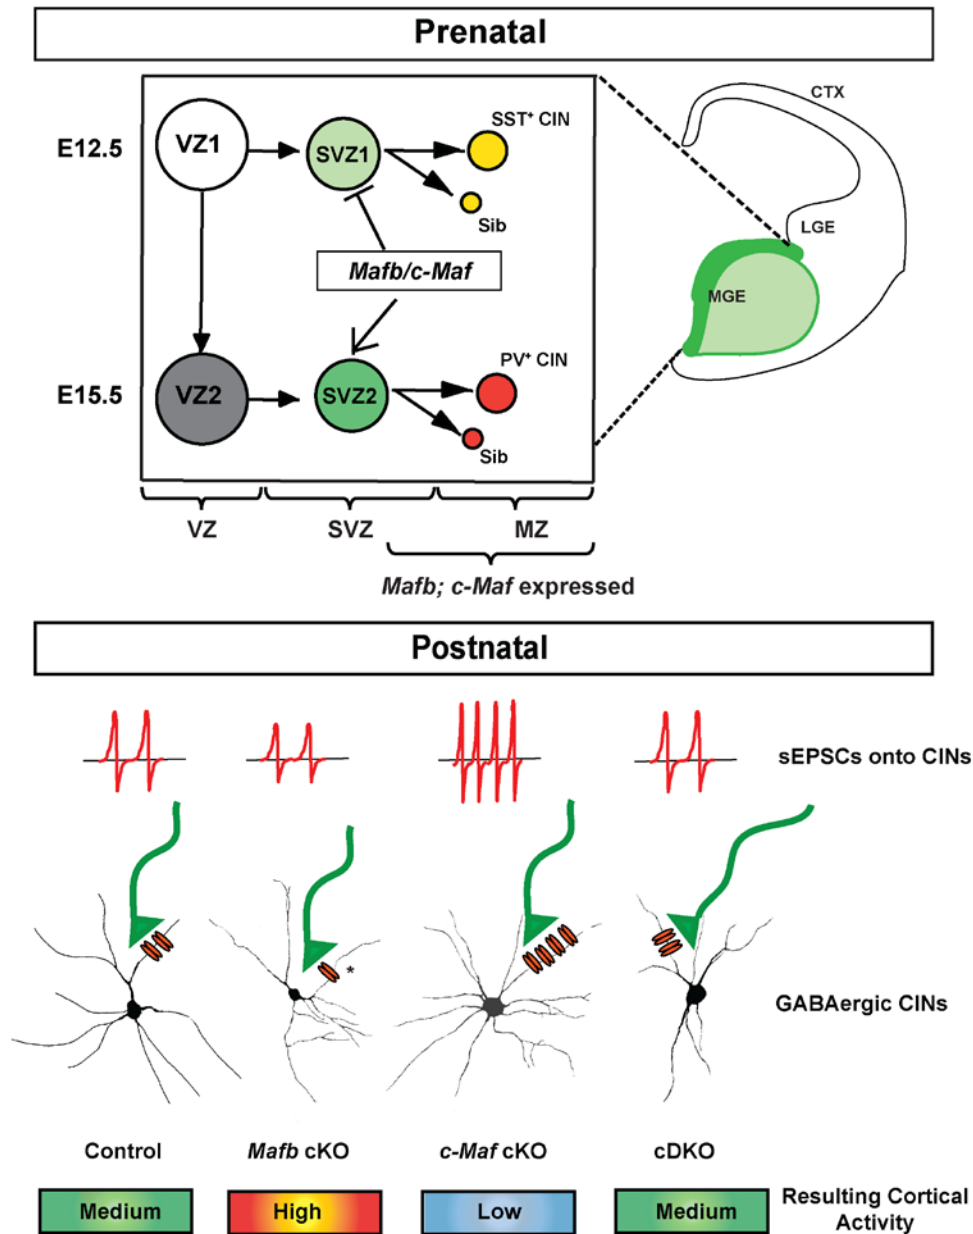 Prenatal
CTX
E12.5
VZ1
SVZ1
SST⁺ CIN
Sib
LGE
Mafb/c-Maf
MGE
E15.5
VZ2
SVZ2
PV⁺ CIN
Sib
VZ
SVZ
MZ
Mafb; c-Maf expressed
Postnatal
sEPSCs onto CINs
*
GABAergic CINs
Control
Mafb cKO
c-Maf cKO
cDKO
Medium
High
Low
Medium
Resulting Cortical
Activity